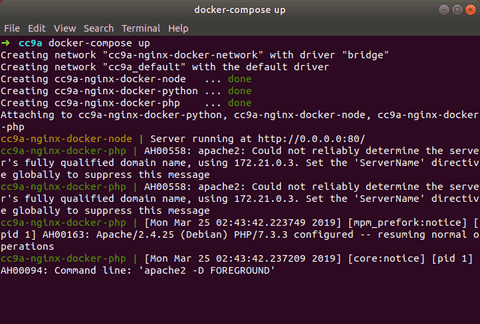 docker-compose up
File Edit View Search Terminal Help
➜ cc9a docker-compose up
Creating network "cc9a-nginx-docker-network" with driver "bridge"
Creating network "cc9a_default" with the default driver
Creating cc9a-nginx-docker-node ... done
Creating cc9a-nginx-docker-python ... done
Creating cc9a-nginx-docker-php ... done
Attaching to cc9a-nginx-docker-python, cc9a-nginx-docker-node, cc9a-nginx-docker
-php
cc9a-nginx-docker-node | Server running at http://0.0.0.0:80/
cc9a-nginx-docker-php | AH00558: apache2: Could not reliably determine the serve
r's fully qualified domain name, using 172.21.0.3. Set the 'ServerName' directiv
e globally to suppress this message
cc9a-nginx-docker-php | AH00558: apache2: Could not reliably determine the serve
r's fully qualified domain name, using 172.21.0.3. Set the 'ServerName' directiv
e globally to suppress this message
cc9a-nginx-docker-php | [Mon Mar 25 02:43:42.223749 2019] [mpm_prefork:notice] [
pid 1] AH00163: Apache/2.4.25 (Debian) PHP/7.3.3 configured -- resuming normal o
perations
cc9a-nginx-docker-php | [Mon Mar 25 02:43:42.237209 2019] [core:notice] [pid 1]
AH00094: Command line: 'apache2 -D FOREGROUND'